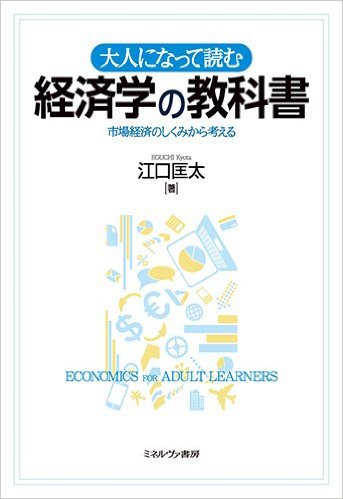 大人になって読む
経済学の教科書
市場経済のしくみから考える
EGUCHI Kyota
江口匡太
[著]
ECONOMICS FOR ADULT LEARNERS
ミネルヴァ書房